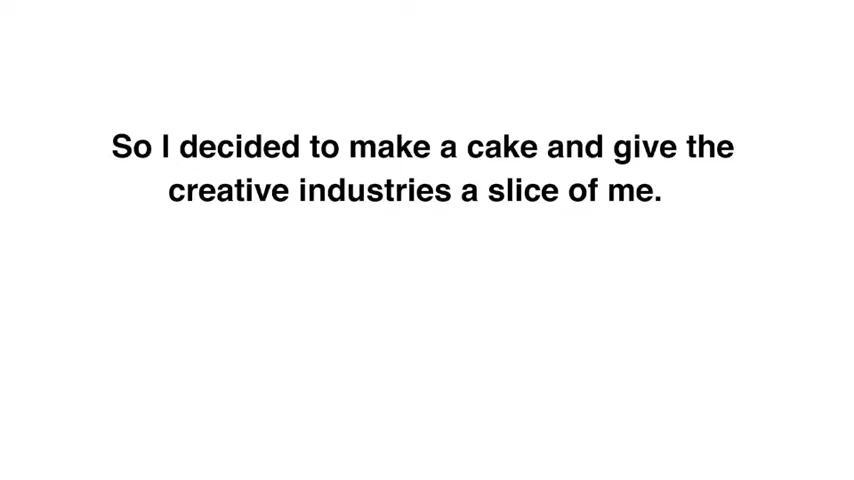 So I decided to make a cake and give the
creative industries a slice of me.